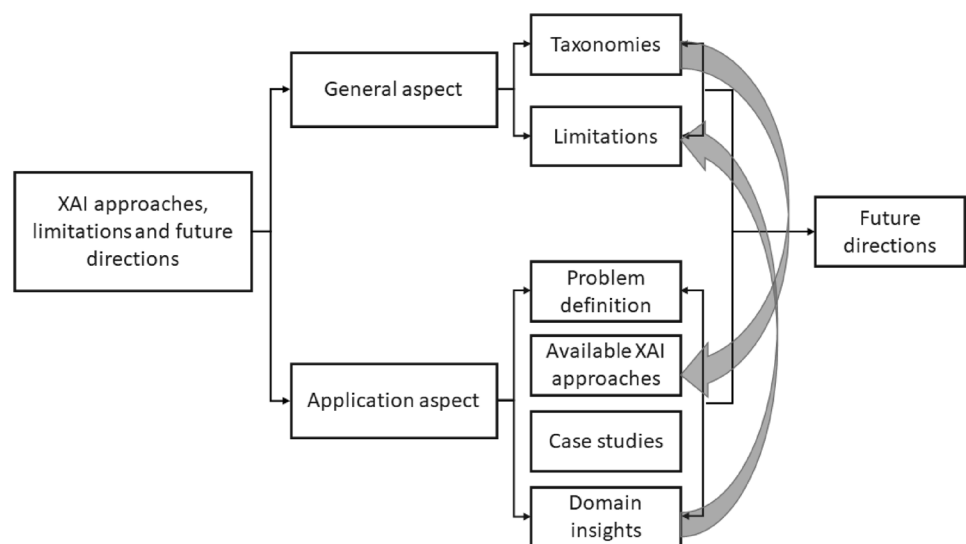 XAI approaches,
limitations and future
directions
General aspect
Application aspect
Taxonomies
Limitations
Problem
definition
Available XAI
approaches
Case studies
Domain
insights
Future
directions